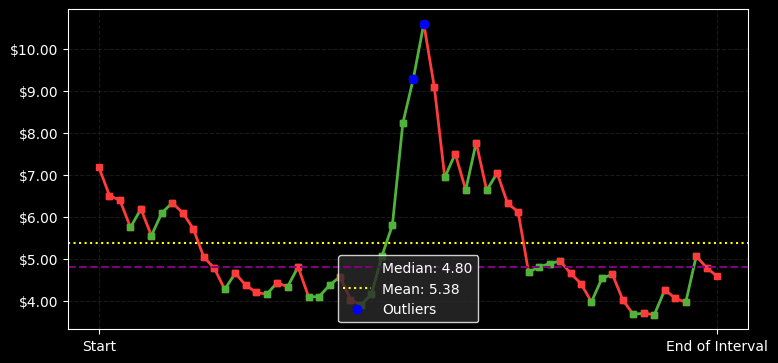 $10.00
$9.00
$8.00
$7.00
$6.00
$5.00
$4.00
Median: 4.80
Mean: 5.38
Outliers
Start
End of Interval